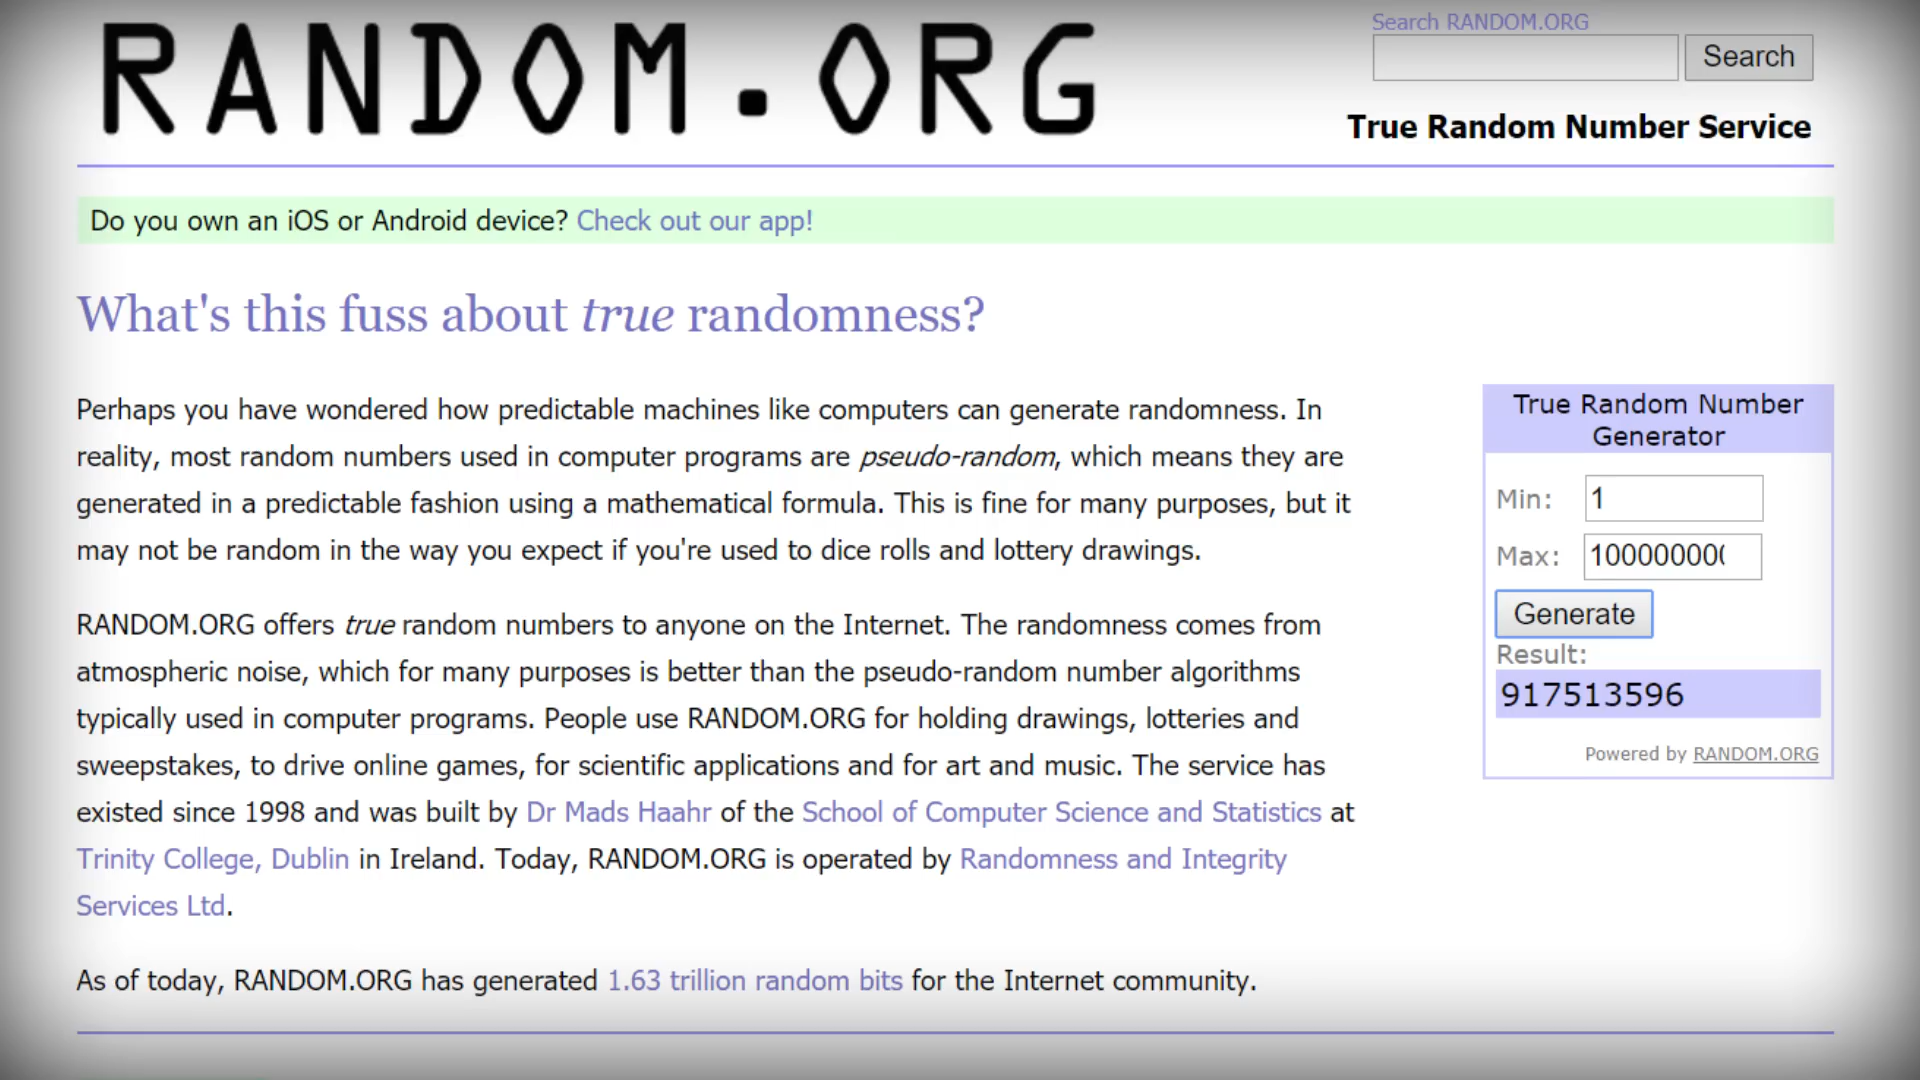 RANDOM.ORG
Search RANDOM.ORG
Search
True Random Number Service
Do you own an iOS or Android device? Check out our app!
What's this fuss about true randomness?
Perhaps you have wondered how predictable machines like computers can generate randomness. In
reality, most random numbers used in computer programs are pseudo-random, which means they are
generated in a predictable fashion using a mathematical formula. This is fine for many purposes, but it
may not be random in the way you expect if you're used to dice rolls and lottery drawings.
RANDOM.ORG offers true random numbers to anyone on the Internet. The randomness comes from
atmospheric noise, which for many purposes is better than the pseudo-random number algorithms
typically used in computer programs. People use RANDOM.ORG for holding drawings, lotteries and
sweepstakes, to drive online games, for scientific applications and for art and music. The service has
existed since 1998 and was built by Dr Mads Haahr of the School of Computer Science and Statistics at
Trinity College, Dublin in Ireland. Today, RANDOM.ORG is operated by Randomness and Integrity
Services Ltd.
As of today, RANDOM.ORG has generated 1.63 trillion random bits for the Internet community.
True Random Number
Generator
Min: 1
Max: 100000000
Generate
Result:
917513596
Powered by RANDOM.ORG